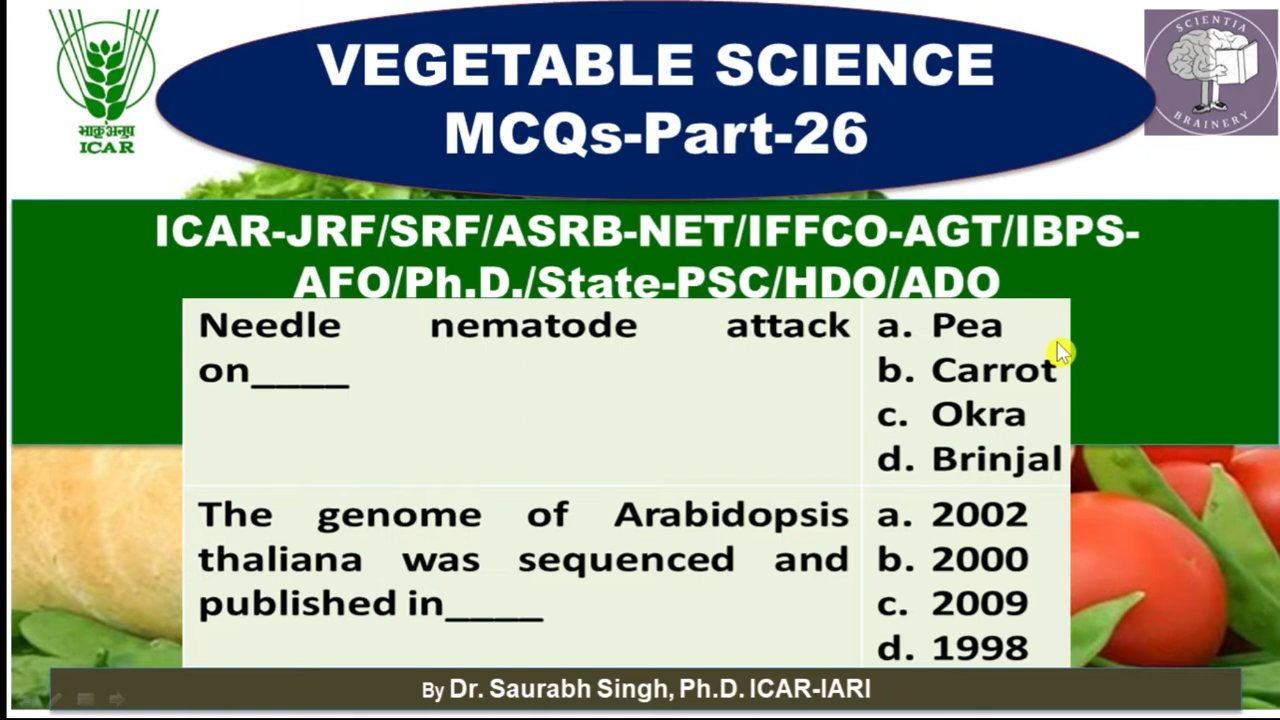 भाकृअनुप
ICAR
VEGETABLE SCIENCE
MCQs-Part-26
SCIENTIA
BRAINERY
ICAR-JRF/SRF/ASRB-NET/IFFCO-AGT/IBPS-
AFO/Ph.D./State-PSC/HDO/ADO
Needle nematode attack
on____
a. Pea
b. Carrot
c. Okra
d. Brinjal
The genome of Arabidopsis
thaliana was sequenced and
published in____
a. 2002
b. 2000
c. 2009
d. 1998
By Dr. Saurabh Singh, Ph.D. ICAR-IARI